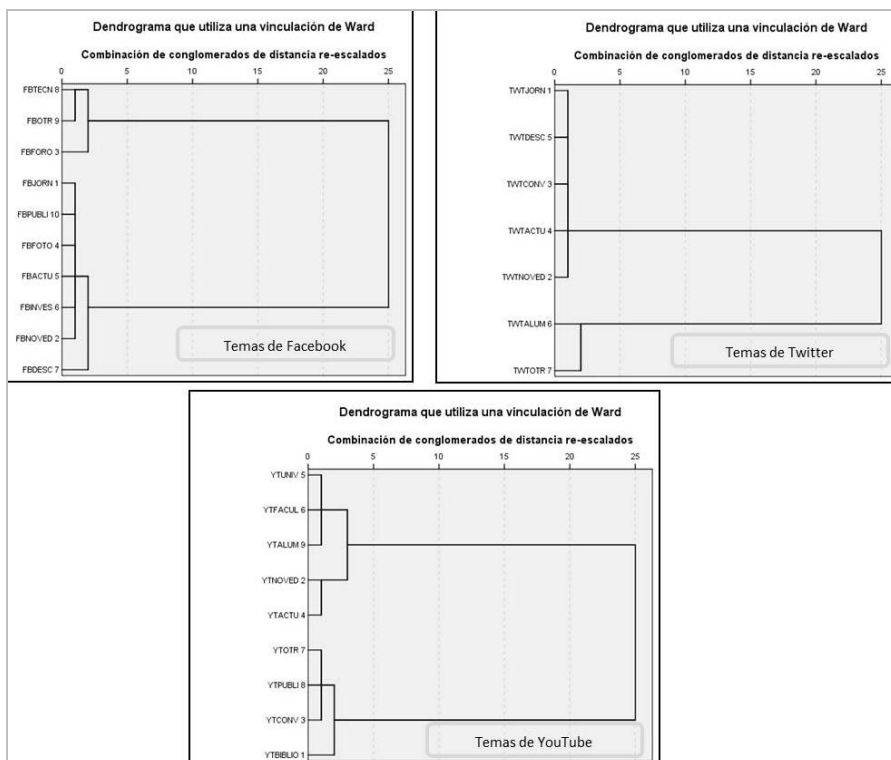 Dendrograma que utiliza una vinculación de Ward
Combinación de conglomerados de distancia re-escalados
0 5 10 15 20 25
FBTECN 8
FBOTR 9
FBFORO 3
FBJORN 1
FBPUBLI 10
FBFOTO 4
FBACTU 5
FBINVES 6
FBNOVED 2
FBDESC 7
Temas de Facebook
Dendrograma que utiliza una vinculación de Ward
Combinación de conglomerados de distancia re-escalados
0 5 10 15 20 25
TWTJORN 1
TWTDESC 5
TWTCONV 3
TWTACTU 4
TWTNOVED 2
TWTALUM 6
TWTOTR 7
Temas de Twitter
Dendrograma que utiliza una vinculación de Ward
Combinación de conglomerados de distancia re-escalados
0 5 10 15 20 25
YTUNIV 5
YTFACUL 6
YTALUM 9
YTNOVED 2
YTACTU 4
YTOTR 7
YTPUBLI 8
YTCONV 3
YTBIBLIO 1
Temas de YouTube